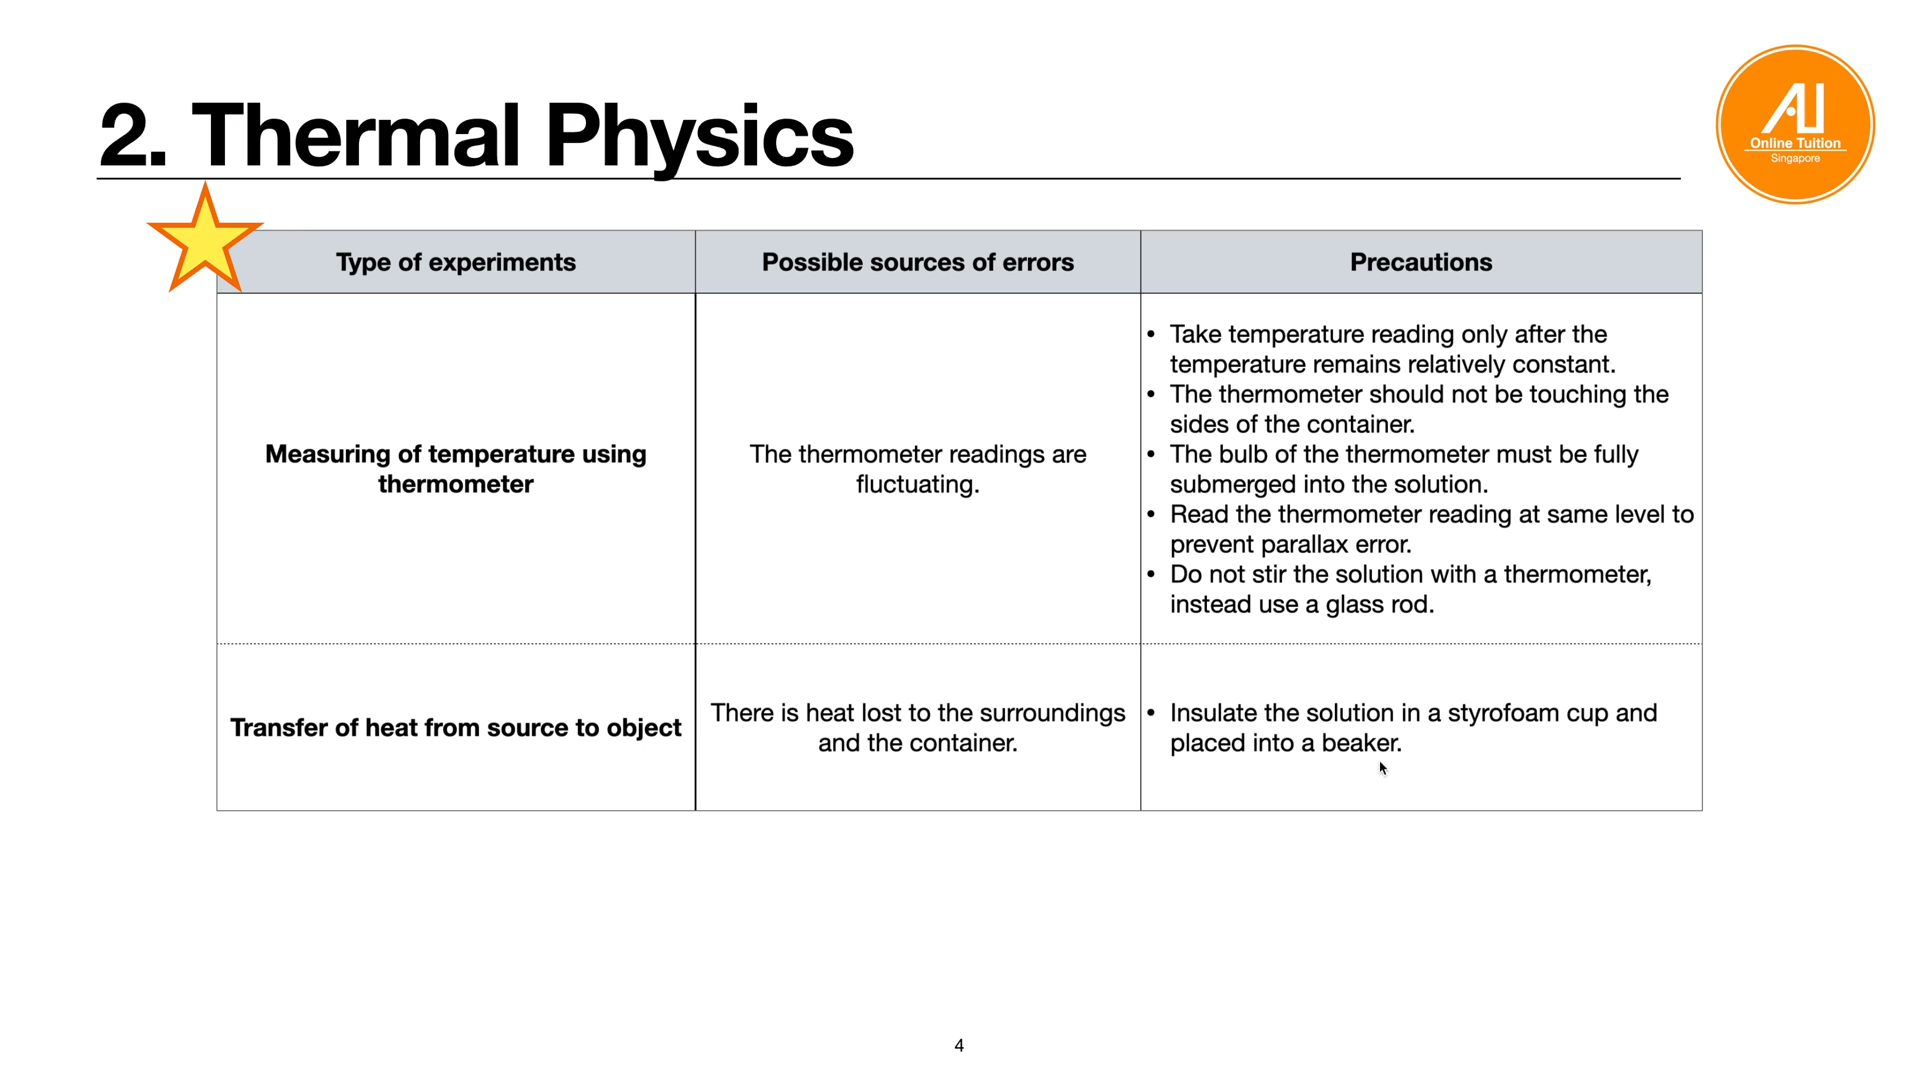 2. Thermal Physics
AU
Online Tuition
Singapore
Type of experiments
Possible sources of errors
Precautions
Measuring of temperature using
thermometer
The thermometer readings are
fluctuating.
• Take temperature reading only after the
temperature remains relatively constant.
• The thermometer should not be touching the
sides of the container.
• The bulb of the thermometer must be fully
submerged into the solution.
• Read the thermometer reading at same level to
prevent parallax error.
• Do not stir the solution with a thermometer,
instead use a glass rod.
Transfer of heat from source to object
There is heat lost to the surroundings
and the container.
• Insulate the solution in a styrofoam cup and
placed into a beaker.
4